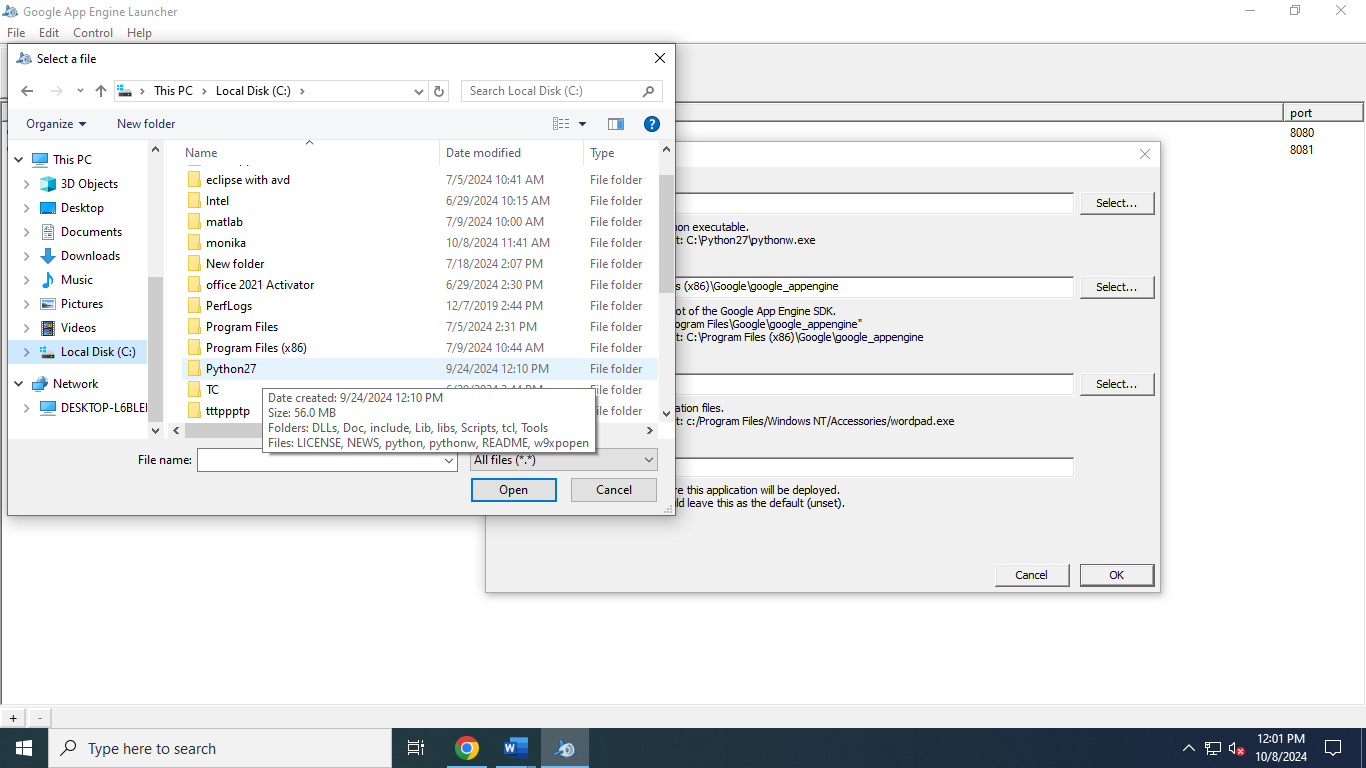 Google App Engine Launcher
File Edit Control Help
Select a file
This PC Local Disk (C:)
Search Local Disk (C:)
Organize New folder
Name Date modified Type
port
8080
8081
This PC
3D Objects
Desktop
Documents
Downloads
Music
Pictures
Videos
Local Disk (C:)
Network
DESKTOP-L6BLE
eclipse with avd 7/5/2024 10:41 AM File folder
Intel 6/29/2024 10:15 AM File folder
matlab 7/9/2024 10:00 AM File folder
monika 10/8/2024 11:41 AM File folder
New folder 7/18/2024 2:07 PM File folder
office 2021 Activator 6/29/2024 2:30 PM File folder
PerfLogs 12/7/2019 2:44 PM File folder
Program Files 7/5/2024 2:31 PM File folder
Program Files (x86) 7/9/2024 10:44 AM File folder
Python27 9/24/2024 12:10 PM File folder
TC
tttppptp
Date created: 9/24/2024 12:10 PM
Size: 56.0 MB
Folders: DLLs, Doc, include, Lib, libs, Scripts, tcl, Tools
Files: LICENSE, NEWS, python, pythonw, README, w9xpopen
File name:
All files (*.*)
Open Cancel
Select...
executable.
C:\Python27\pythonw.exe
(x86)\Google\google_appengine
Select...
of the Google App Engine SDK.
Files\Google\google_appengine"
C:\Program Files (x86)\Google\google_appengine
Select...
files.
c:/Program Files/Windows NT/Accessories/wordpad.exe
this application will be deployed.
leave this as the default (unset).
Cancel OK
+ -
Type here to search
12:01 PM
10/8/2024